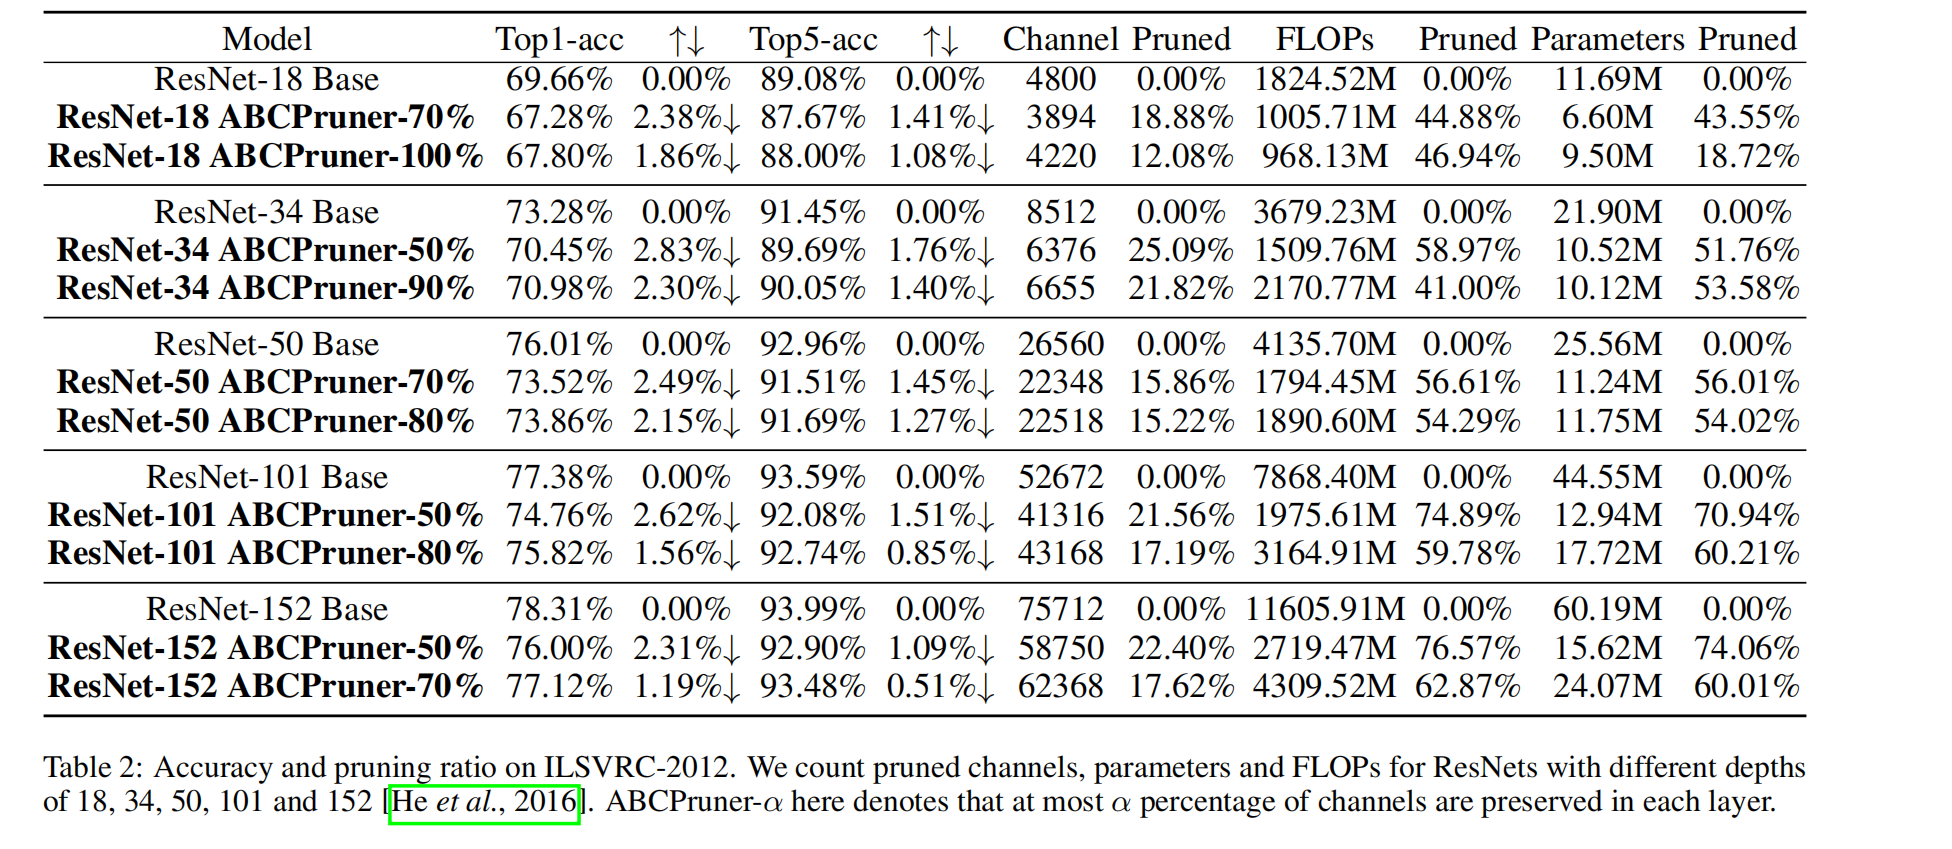 Model Top1-acc ↑↓ Top5-acc ↑↓ Channel Pruned FLOPs Pruned Parameters Pruned
ResNet-18 Base 69.66% 0.00% 89.08% 0.00% 4800 0.00% 1824.52M 0.00% 11.69M 0.00%
ResNet-18 ABCPruner-70% 67.28% 2.38%↓ 87.67% 1.41%↓ 3894 18.88% 1005.71M 44.88% 6.60M 43.55%
ResNet-18 ABCPruner-100% 67.80% 1.86%↓ 88.00% 1.08%↓ 4220 12.08% 968.13M 46.94% 9.50M 18.72%
ResNet-34 Base 73.28% 0.00% 91.45% 0.00% 8512 0.00% 3679.23M 0.00% 21.90M 0.00%
ResNet-34 ABCPruner-50% 70.45% 2.83%↓ 89.69% 1.76%↓ 6376 25.09% 1509.76M 58.97% 10.52M 51.76%
ResNet-34 ABCPruner-90% 70.98% 2.30%↓ 90.05% 1.40%↓ 6655 21.82% 2170.77M 41.00% 10.12M 53.58%
ResNet-50 Base 76.01% 0.00% 92.96% 0.00% 26560 0.00% 4135.70M 0.00% 25.56M 0.00%
ResNet-50 ABCPruner-70% 73.52% 2.49%↓ 91.51% 1.45%↓ 22348 15.86% 1794.45M 56.61% 11.24M 56.01%
ResNet-50 ABCPruner-80% 73.86% 2.15%↓ 91.69% 1.27%↓ 22518 15.22% 1890.60M 54.29% 11.75M 54.02%
ResNet-101 Base 77.38% 0.00% 93.59% 0.00% 52672 0.00% 7868.40M 0.00% 44.55M 0.00%
ResNet-101 ABCPruner-50% 74.76% 2.62%↓ 92.08% 1.51%↓ 41316 21.56% 1975.61M 74.89% 12.94M 70.94%
ResNet-101 ABCPruner-80% 75.82% 1.56%↓ 92.74% 0.85%↓ 43168 17.19% 3164.91M 59.78% 17.72M 60.21%
ResNet-152 Base 78.31% 0.00% 93.99% 0.00% 75712 0.00% 11605.91M 0.00% 60.19M 0.00%
ResNet-152 ABCPruner-50% 76.00% 2.31%↓ 92.90% 1.09%↓ 58750 22.40% 2719.47M 76.57% 15.62M 74.06%
ResNet-152 ABCPruner-70% 77.12% 1.19%↓ 93.48% 0.51%↓ 62368 17.62% 4309.52M 62.87% 24.07M 60.01%
Table 2: Accuracy and pruning ratio on ILSVRC-2012. We count pruned channels, parameters and FLOPs for ResNets with different depths
of 18, 34, 50, 101 and 152 [He et al., 2016]. ABCPruner-α here denotes that at most α percentage of channels are preserved in each layer.